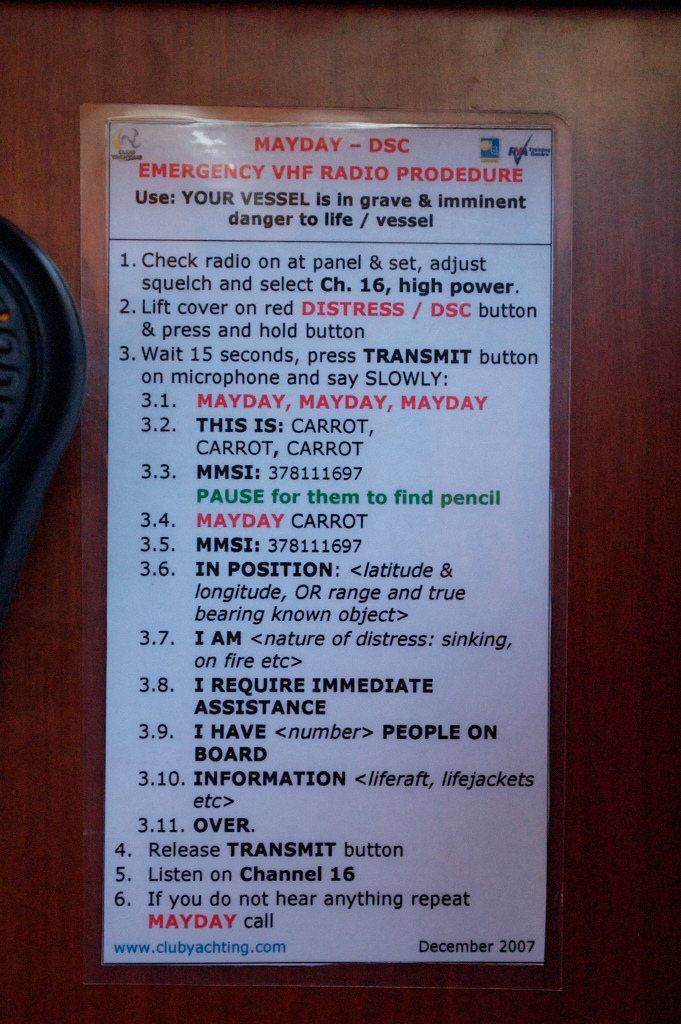 MAYDAY – DSC
EMERGENCY VHF RADIO PRODEDURE
Use: YOUR VESSEL is in grave & imminent
danger to life / vessel
1. Check radio on at panel & set, adjust
squelch and select Ch. 16, high power.
2. Lift cover on red DISTRESS / DSC button
& press and hold button
3. Wait 15 seconds, press TRANSMIT button
on microphone and say SLOWLY:
3.1. MAYDAY, MAYDAY, MAYDAY
3.2. THIS IS: CARROT,
CARROT, CARROT
3.3. MMSI: 378111697
PAUSE for them to find pencil
3.4. MAYDAY CARROT
3.5. MMSI: 378111697
3.6. IN POSITION: <latitude &
longitude, OR range and true
bearing known object>
3.7. I AM <nature of distress: sinking,
on fire etc>
3.8. I REQUIRE IMMEDIATE
ASSISTANCE
3.9. I HAVE <number> PEOPLE ON
BOARD
3.10. INFORMATION <liferaft, lifejackets
etc>
3.11. OVER.
4. Release TRANSMIT button
5. Listen on Channel 16
6. If you do not hear anything repeat
MAYDAY call
www.clubyachting.com December 2007